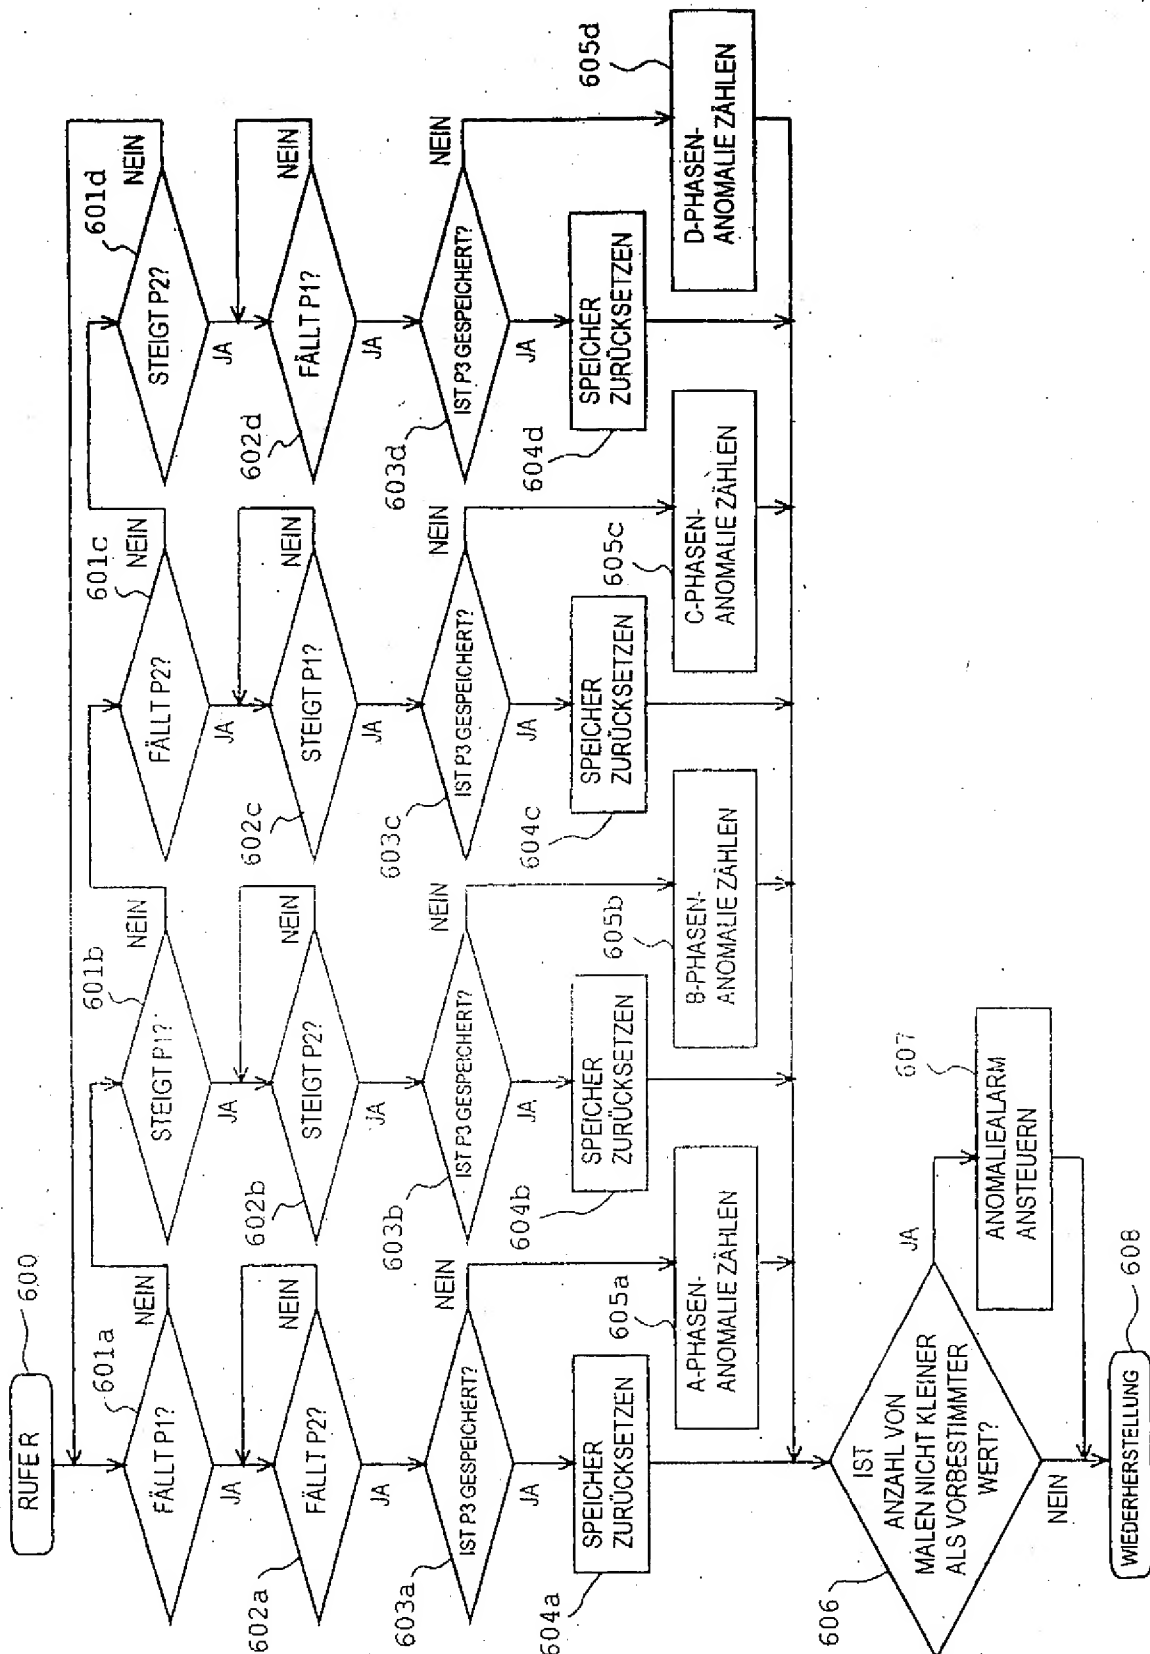 RUFER
600
FÄLLT P1?
601a
NEIN
JA
STEIGT P1?
601b
NEIN
JA
FÄLLT P2?
601c
NEIN
JA
STEIGT P2?
601d
NEIN
JA
FÄLLT P2?
602a
NEIN
JA
STEIGT P2?
602b
NEIN
JA
STEIGT P1?
602c
NEIN
JA
FÄLLT P1?
602d
NEIN
JA
IST P3 GESPEICHERT?
603a
NEIN
JA
IST P3 GESPEICHERT?
603b
NEIN
JA
IST P3 GESPEICHERT?
603c
NEIN
JA
IST P3 GESPEICHERT?
603d
NEIN
JA
SPEICHER
ZURÜCKSETZEN
604a
SPEICHER
ZURÜCKSETZEN
604b
SPEICHER
ZURÜCKSETZEN
604c
SPEICHER
ZURÜCKSETZEN
604d
A-PHASEN-
ANOMALIE ZÄHLEN
605a
B-PHASEN-
ANOMALIE ZÄHLEN
605b
C-PHASEN-
ANOMALIE ZÄHLEN
605c
D-PHASEN-
ANOMALIE ZÄHLEN
605d
606
IST
ANZAHL VON
MALEN NICHT KLEINER
ALS VORBESTIMMTER
WERT?
JA
NEIN
ANOMALIEALARM
ANSTEUERN
607
WIEDERHERSTELLUNG
608